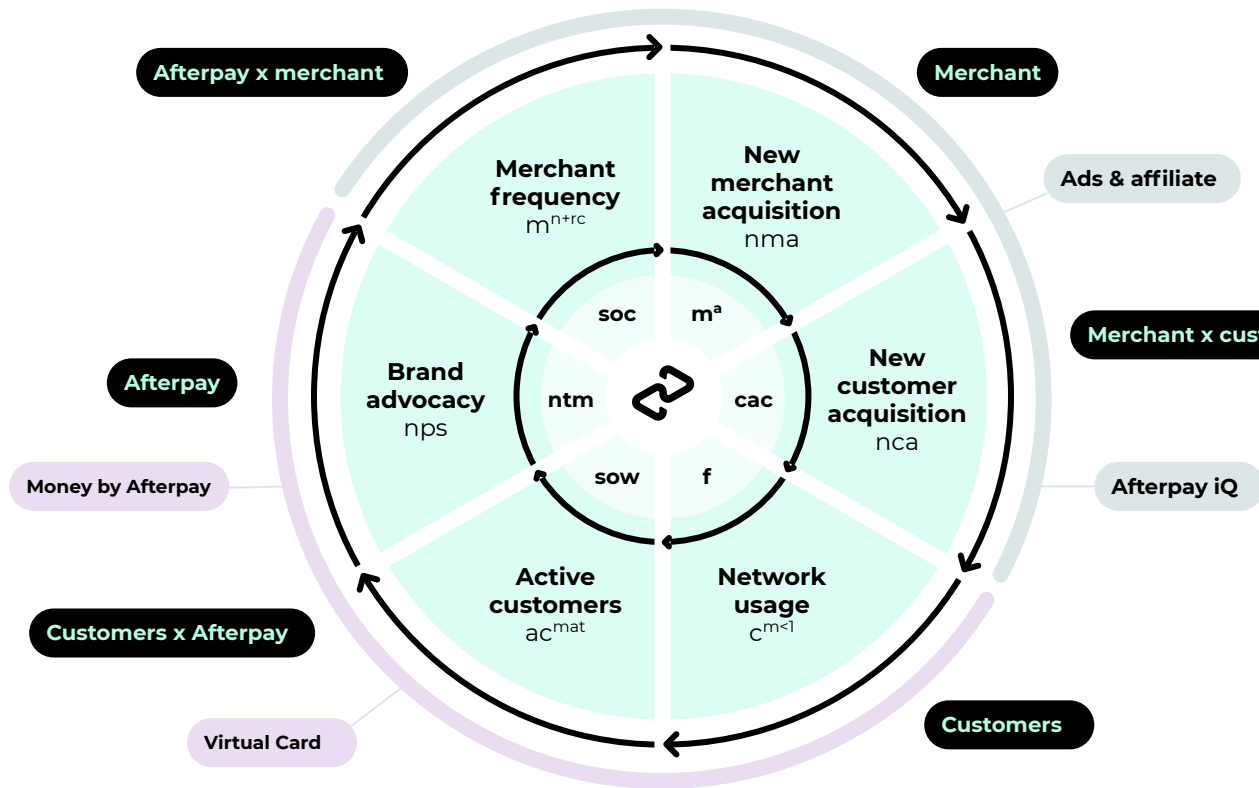 Afterpay x merchant
Merchant
Ads & affiliate
Merchant
frequency
mⁿ⁺ʳᶜ
New
merchant
acquisition
nma
soc
mª
Merchant x cust
Afterpay
Brand
advocacy
nps
ntm
cac
New
customer
acquisition
nca
Money by Afterpay
sow
f
Afterpay iQ
Active
customers
acᵐᵃᵗ
Network
usage
cᵐ<¹
Customers x Afterpay
Customers
Virtual Card